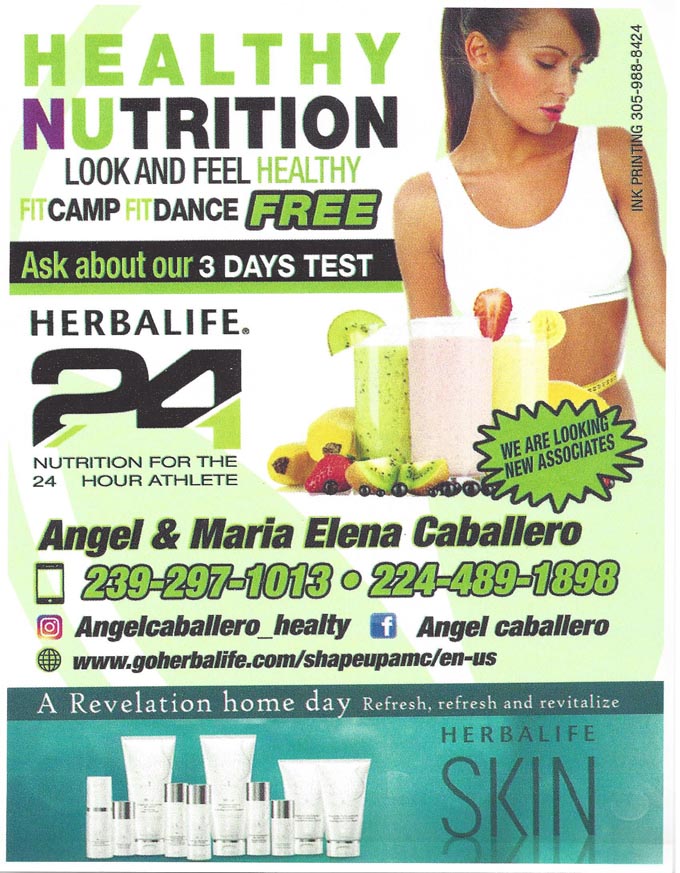 HEALTHY
NUTRITION
LOOK AND FEEL HEALTHY
FITCAMP FITDANCE FREE
Ask about our 3 DAYS TEST
INK PRINTING 305-988-8424
HERBALIFE®
24
NUTRITION FOR THE
24 HOUR ATHLETE
WE ARE LOOKING
NEW ASSOCIATES
Angel & Maria Elena Caballero
239-297-1013 • 224-489-1898
Angelcaballero_healty Angel caballero
www.goherbalife.com/shapeupamc/en-us
A Revelation home day Refresh, refresh and revitalize
HERBALIFE
SKIN